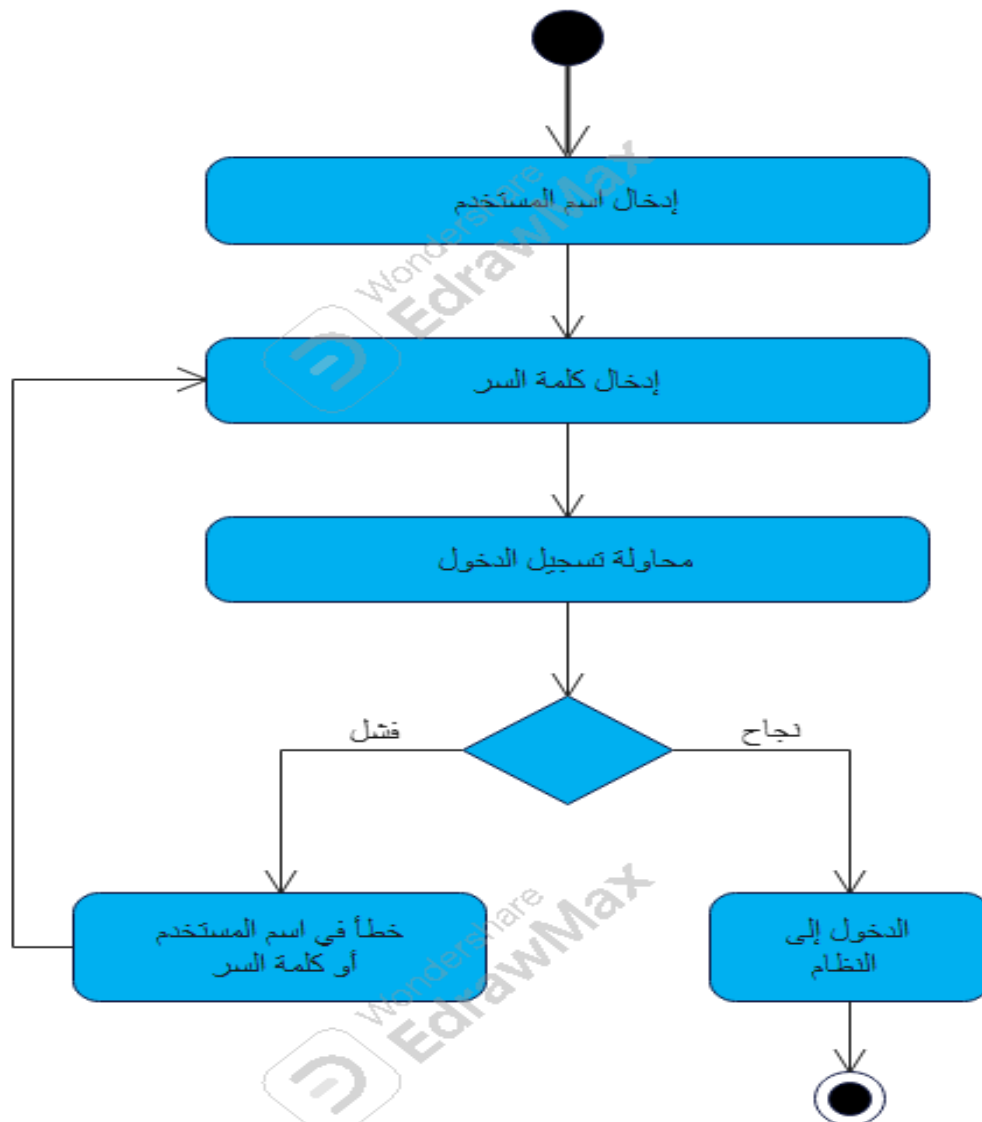 إدخال اسم المستخدم
إدخال كلمة السر
محاولة تسجيل الدخول
نجاح
فشل
الدخول إلى
النظام
خطأ في اسم المستخدم
أو كلمة السر
Wondershare
EdrawMax
Wondershare
EdrawMax